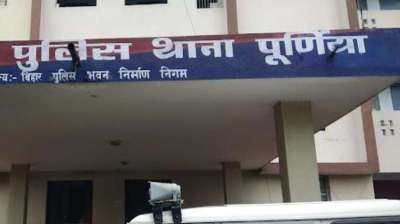 पुलिस थाना पूर्णिया
य:- बिहार पुलिस भवन निर्माण निगम